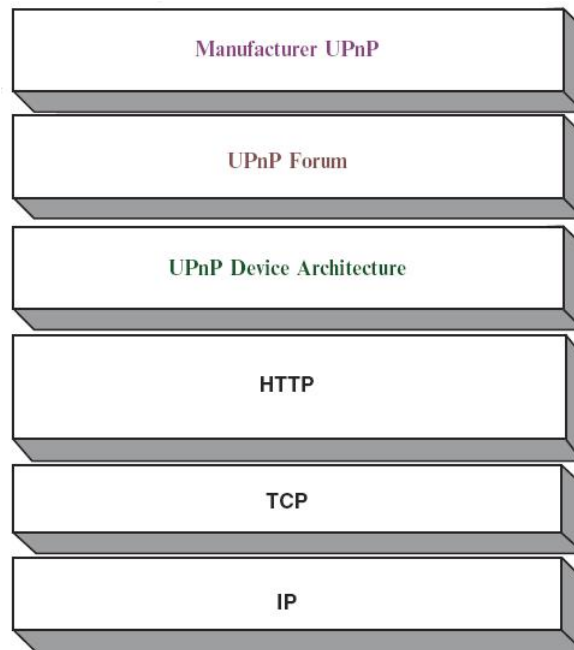 Manufacturer UPnP
UPnP Forum
UPnP Device Architecture
HTTP
TCP
IP